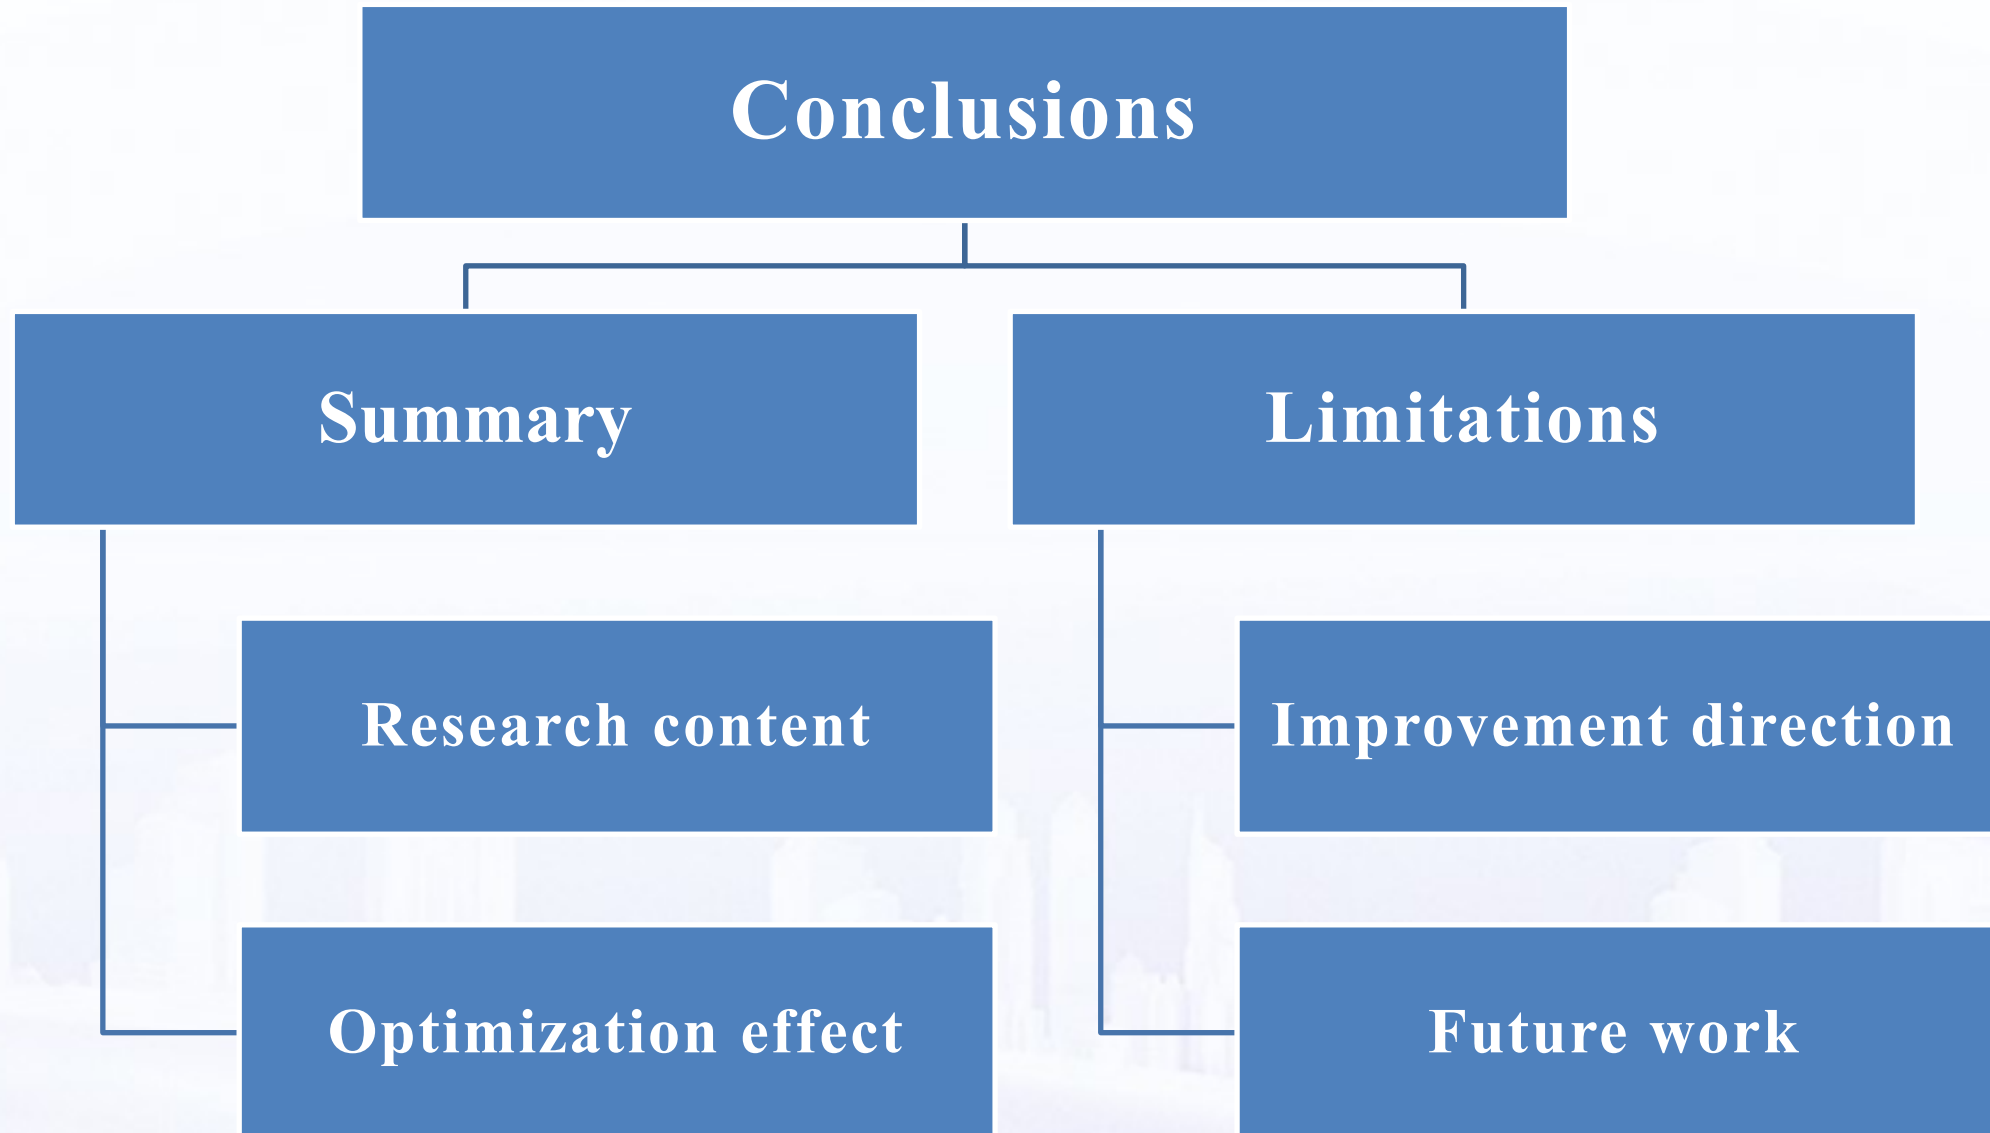 Conclusions
Summary
Limitations
Research content
Improvement direction
Optimization effect
Future work